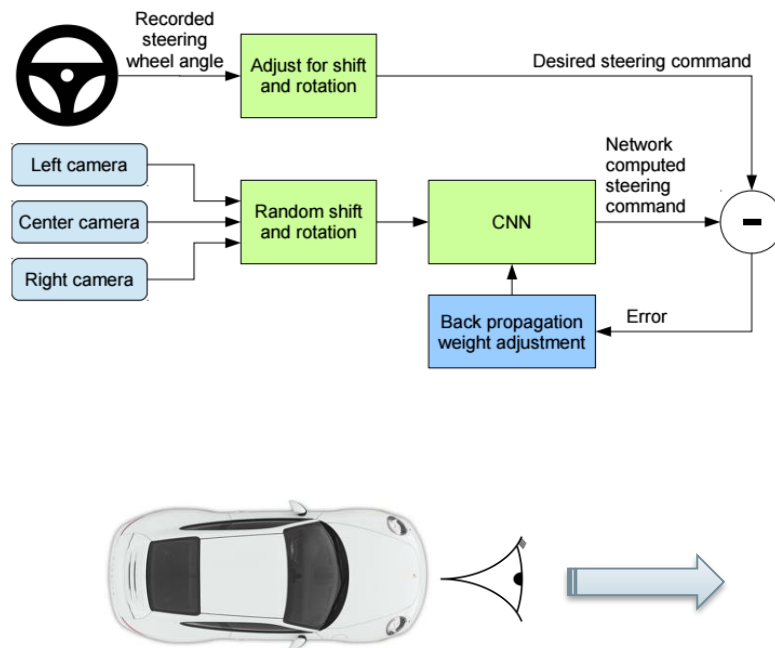 Recorded
steering
wheel angle
Adjust for shift
and rotation
Desired steering command
Left camera
Center camera
Right camera
Random shift
and rotation
CNN
Network
computed
steering
command
-
Back propagation
weight adjustment
Error